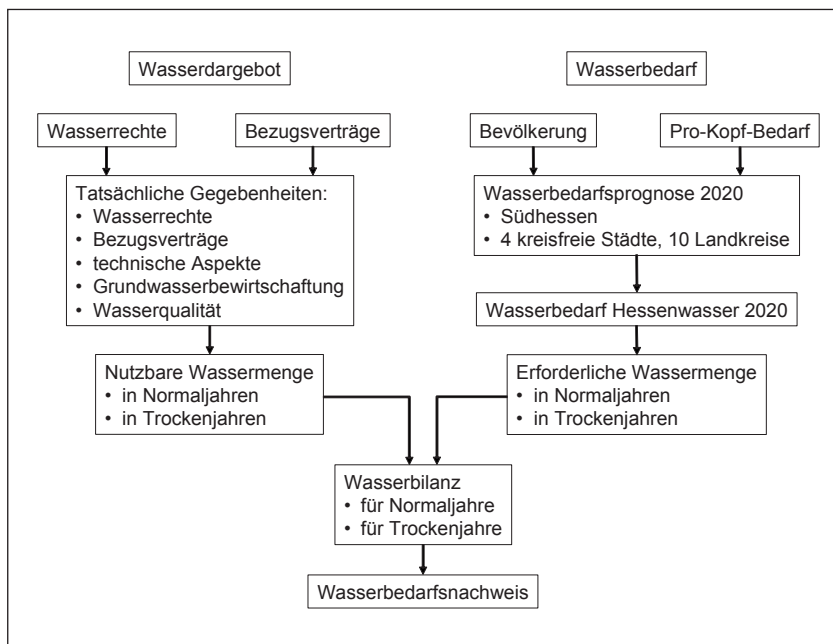 Wasserdargebot
Wasserbedarf
Wasserrechte
Bezugsverträge
Bevölkerung
Pro-Kopf-Bedarf
Tatsächliche Gegebenheiten:
• Wasserrechte
• Bezugsverträge
• technische Aspekte
• Grundwasserbewirtschaftung
• Wasserqualität
Wasserbedarfsprognose 2020
• Südhessen
• 4 kreisfreie Städte, 10 Landkreise
Wasserbedarf Hessenwasser 2020
Nutzbare Wassermenge
• in Normaljahren
• in Trockenjahren
Erforderliche Wassermenge
• in Normaljahren
• in Trockenjahren
Wasserbilanz
• für Normaljahre
• für Trockenjahre
Wasserbedarfsnachweis